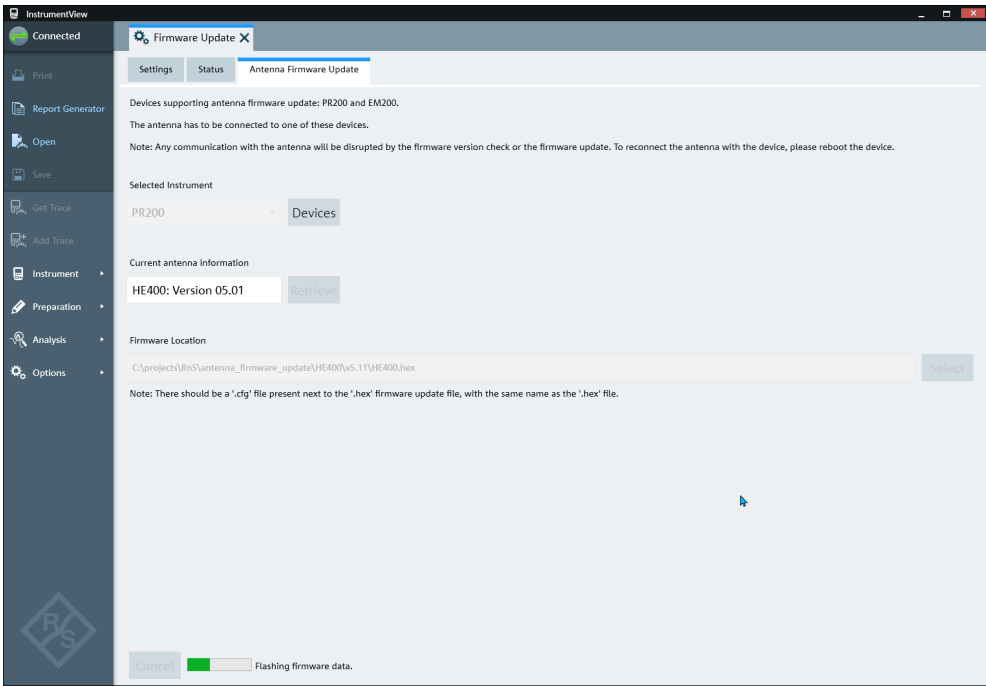 InstrumentView
Connected
Firmware Update
Print
Report Generator
Open
Save
Get Trace
Add Trace
Instrument
Preparation
Analysis
Options
Settings Status Antenna Firmware Update
Devices supporting antenna firmware update: PR200 and EM200.
The antenna has to be connected to one of these devices.
Note: Any communication with the antenna will be disrupted by the firmware version check or the firmware update. To reconnect the antenna with the device, please reboot the device.
Selected Instrument
PR200 Devices
Current antenna information
HE400: Version 05.01 Retrieve
Firmware Location
C:\projects\RnS\antenna_firmware_update\HE400\v5.11\HE400.hex Select
Note: There should be a '.cfg' file present next to the '.hex' firmware update file, with the same name as the '.hex' file.
R&S
Cancel Flashing firmware data.